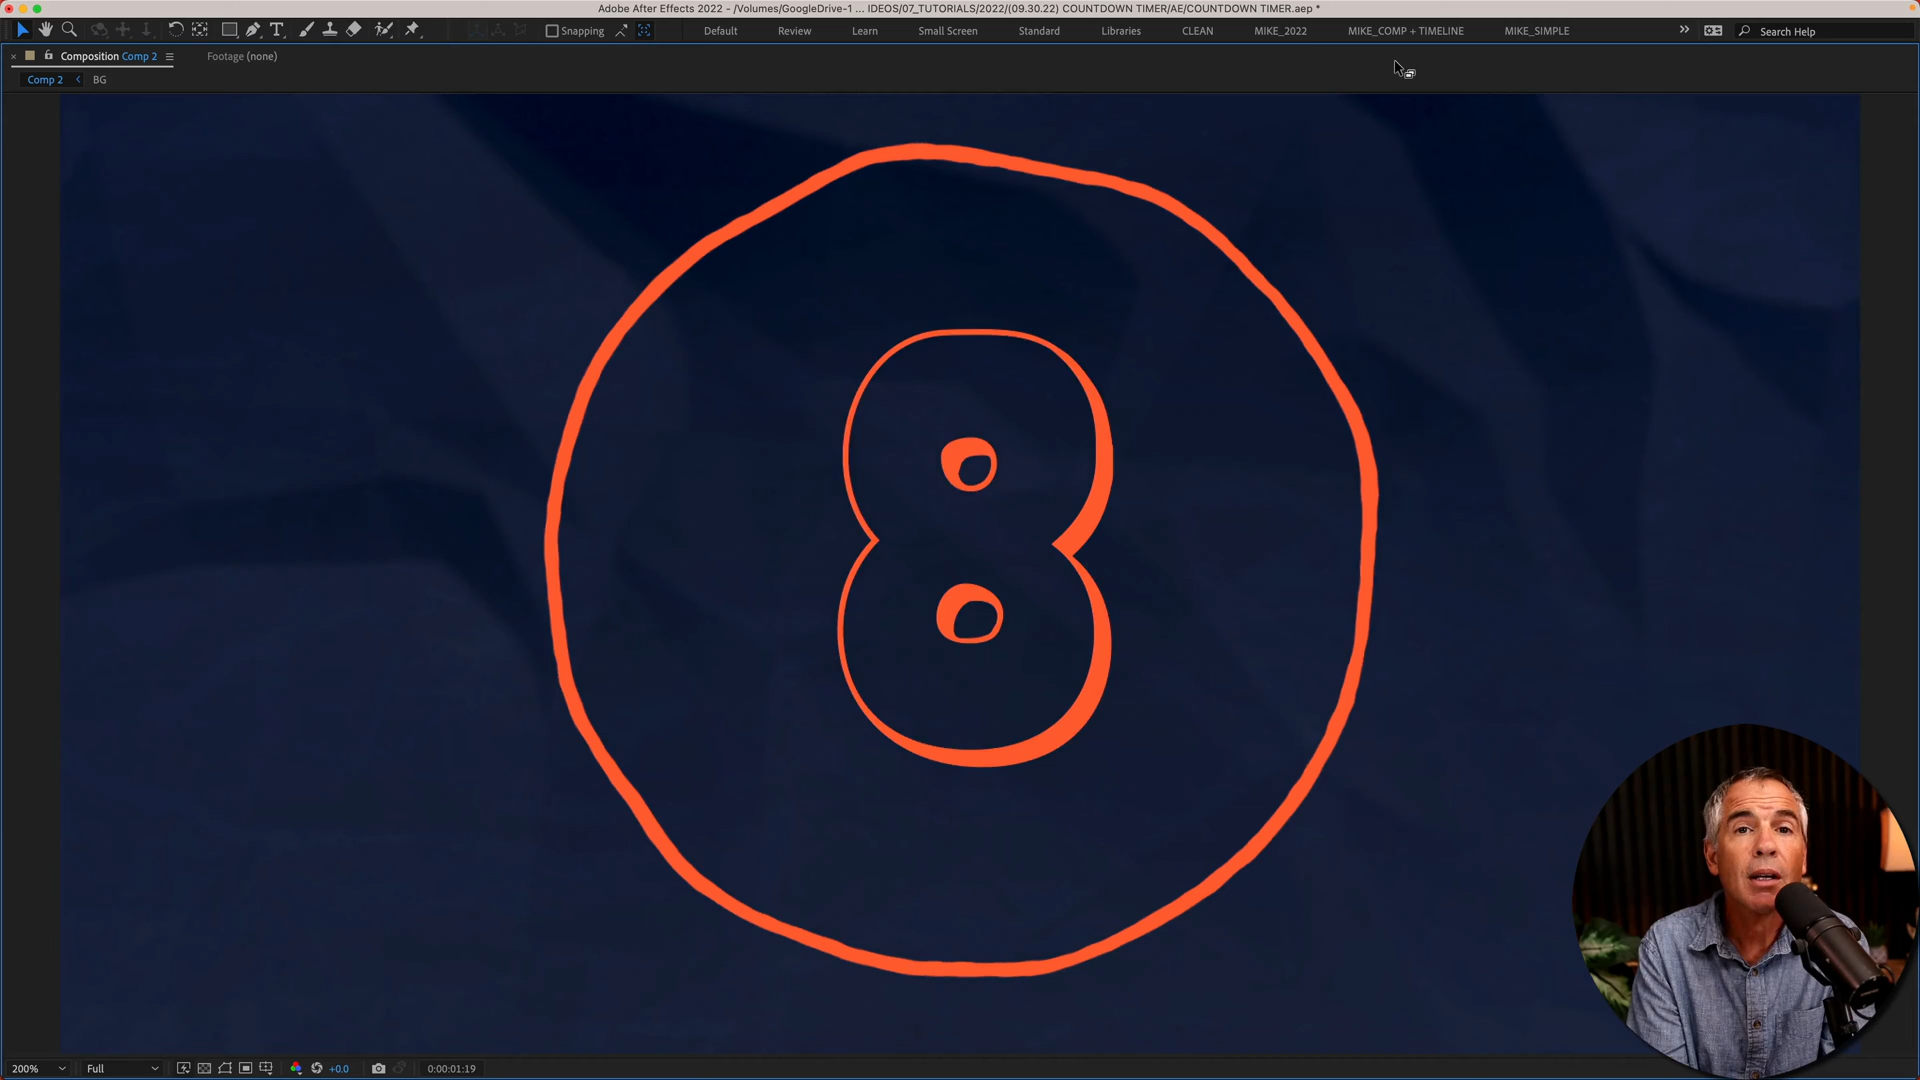 Adobe After Effects 2022 - /Volumes/GoogleDrive-1 ... IDEOS/07_TUTORIALS/2022/(09.30.22) COUNTDOWN TIMER/AE/COUNTDOWN TIMER.aep *
Snapping Default Review Learn Small Screen Standard Libraries CLEAN MIKE_2022 MIKE_COMP + TIMELINE MIKE_SIMPLE Search Help
Composition Comp 2 Footage (none)
Comp 2 BG
8
200% Full +0.0 0:00:01:19